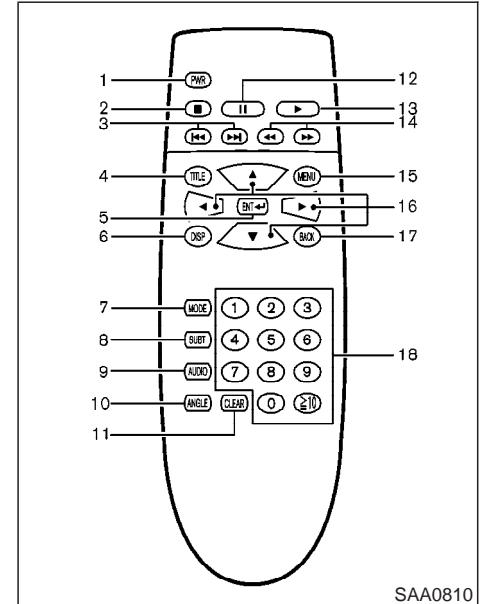 1 PWR 12
2 13
3 14
4 TITLE MENU 15
5 ENT 16
6 DISP BACK 17
7 MODE 1 2 3
8 SUBT 4 5 6 18
9 AUDIO 7 8 9
10 ANGLE CLEAR 0 ≧10
11
SAA0810